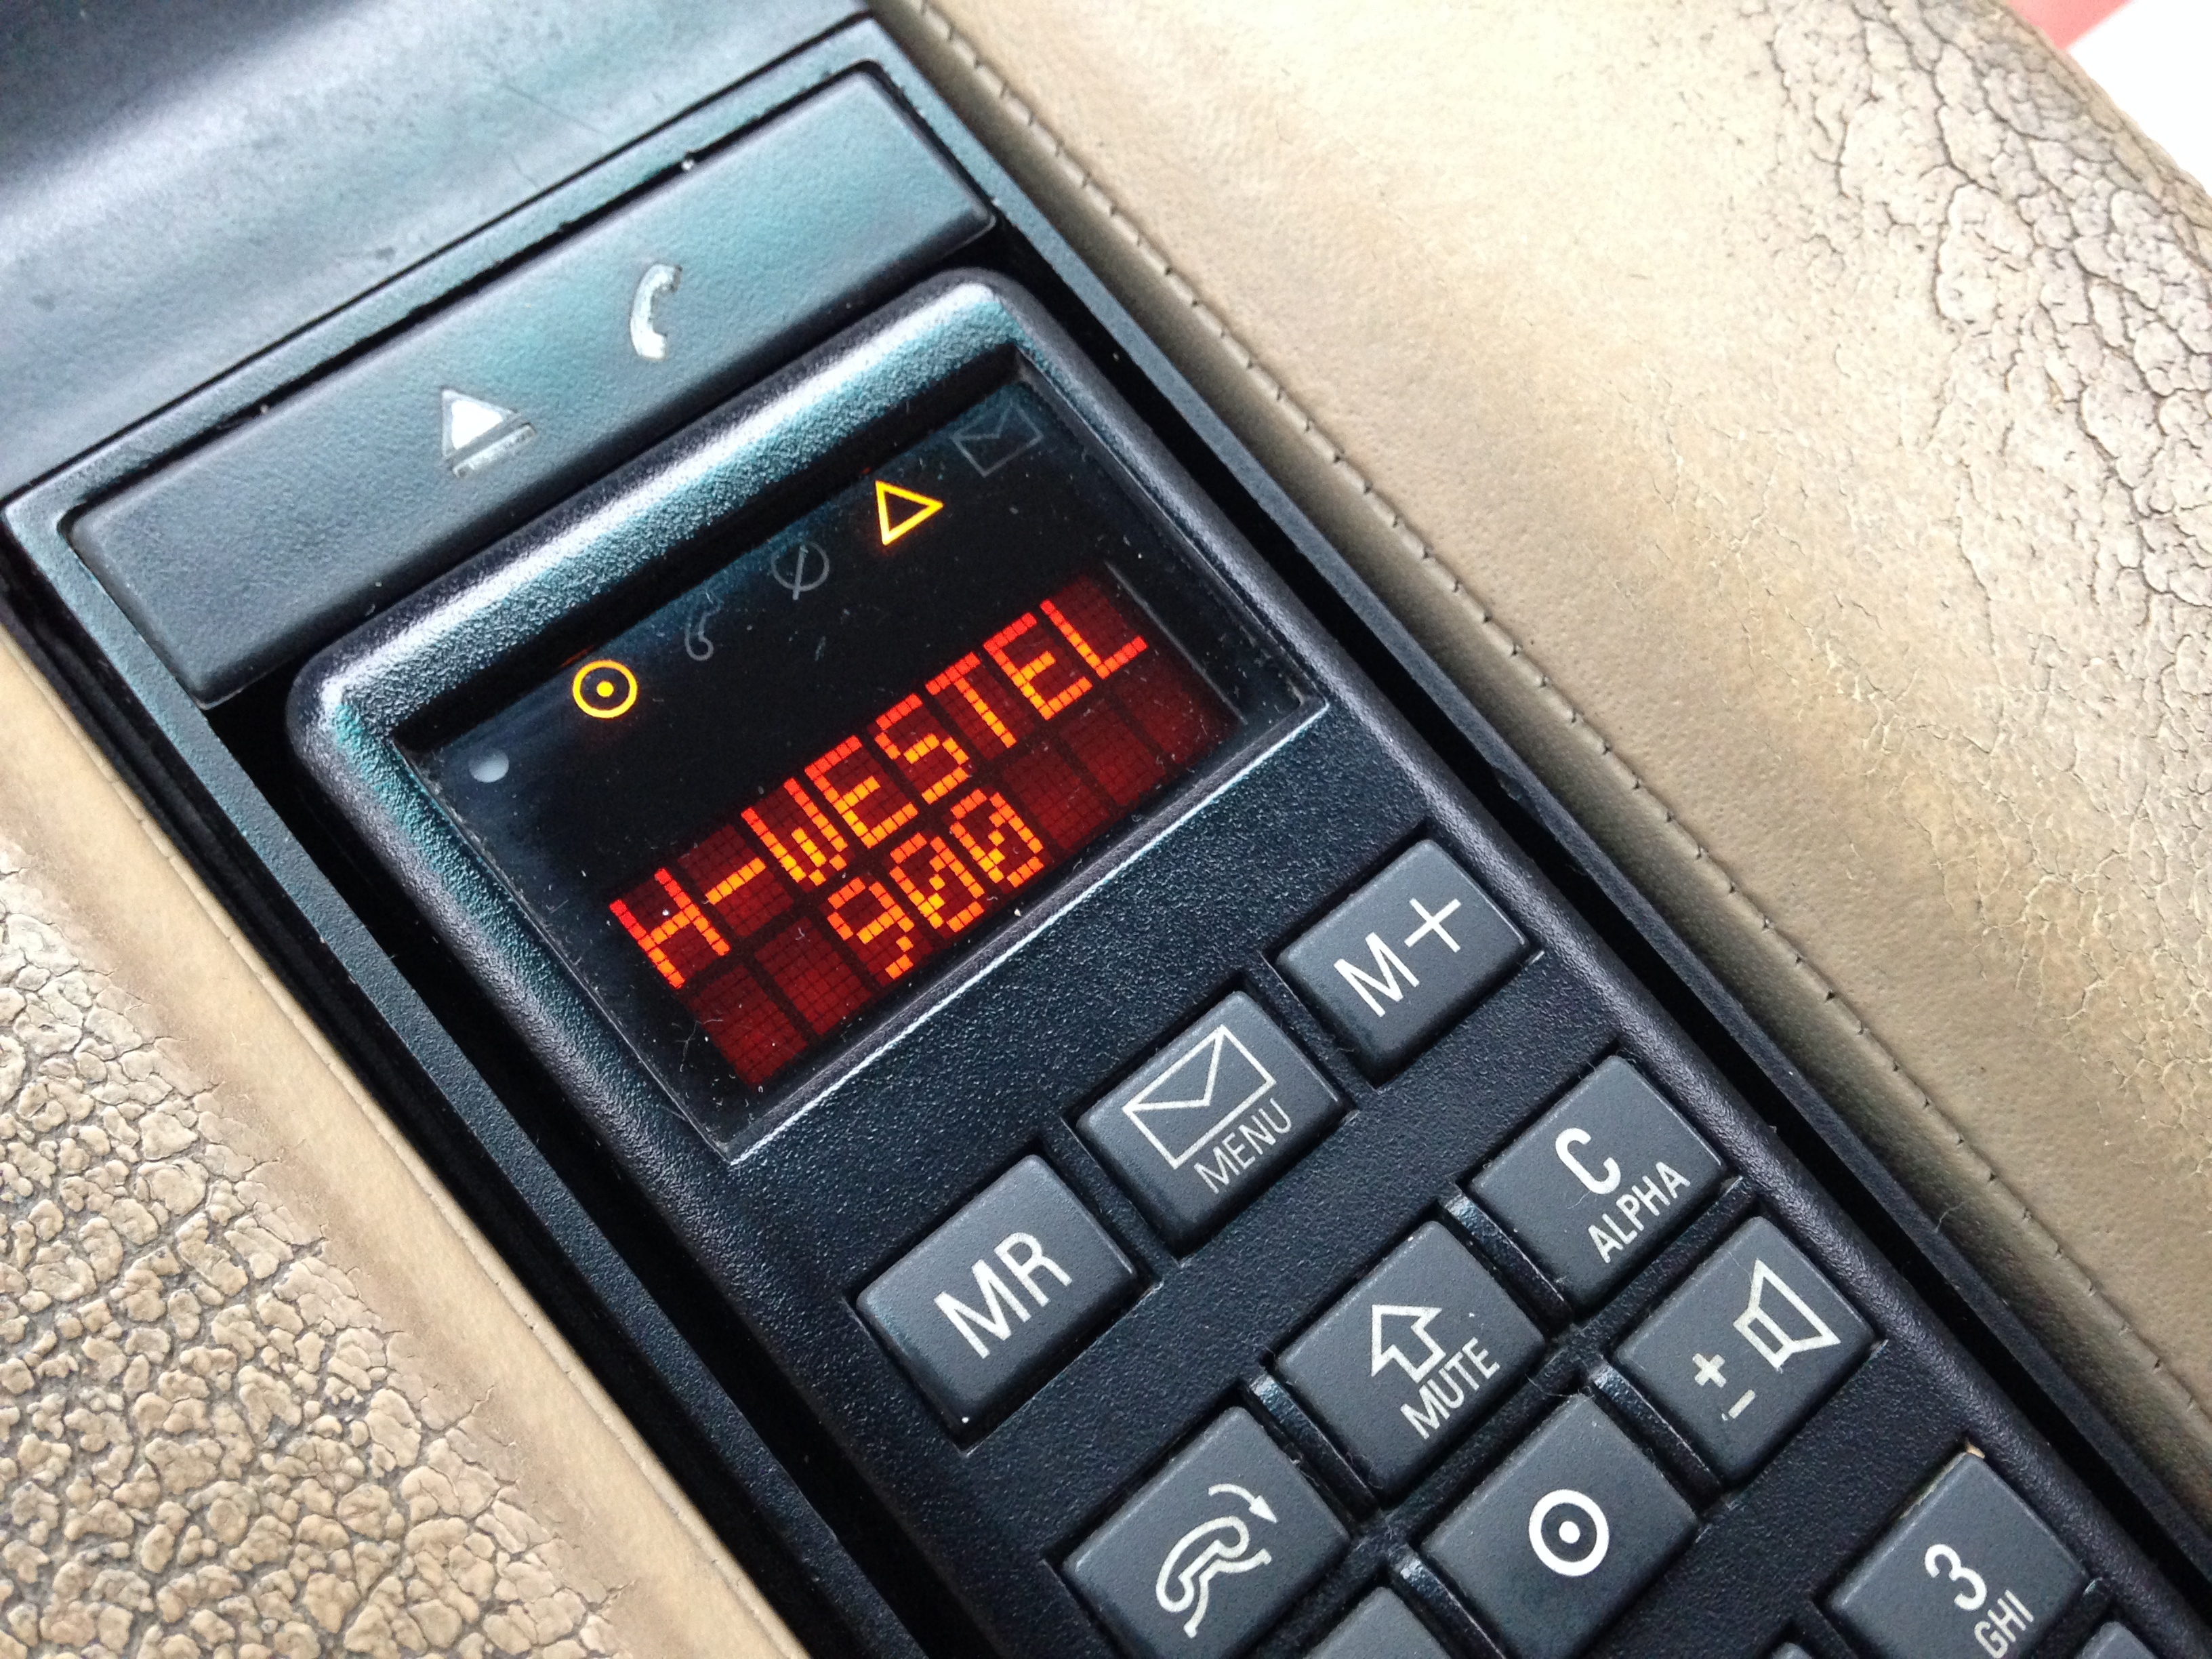 H-WESTEL
900
M+
MENU
MR
C
ALPHA
MUTE
+
-
3
GHI